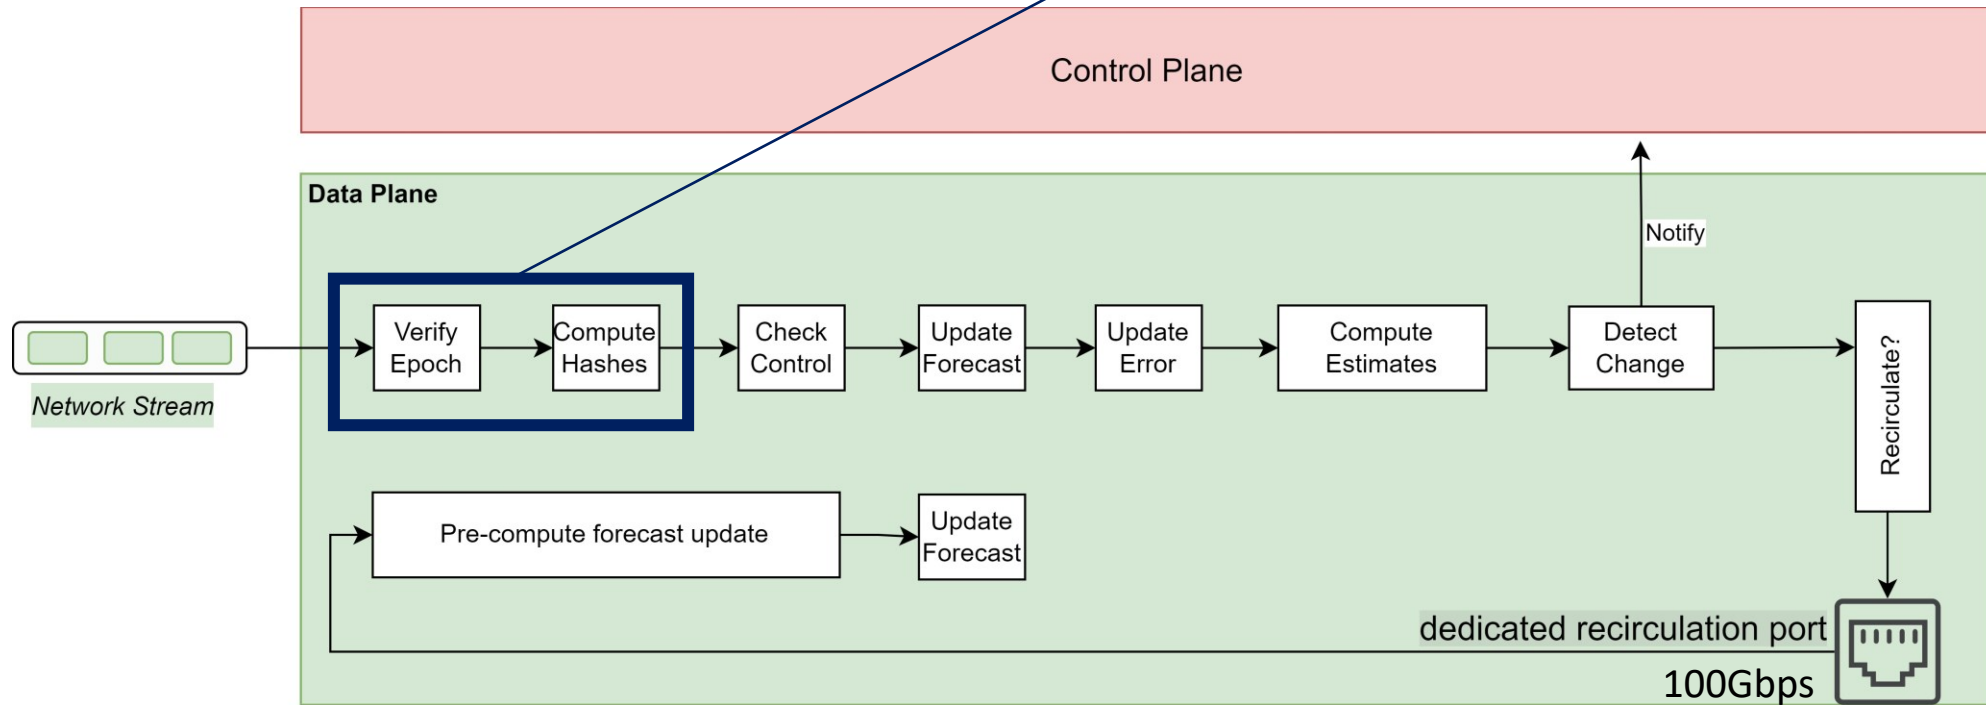 Control Plane
Data Plane
Notify
Verify
Epoch
Compute
Hashes
Check
Control
Update
Forecast
Update
Error
Compute
Estimates
Detect
Change
Recirculate?
Network Stream
Pre-compute forecast update
Update
Forecast
dedicated recirculation port
100Gbps